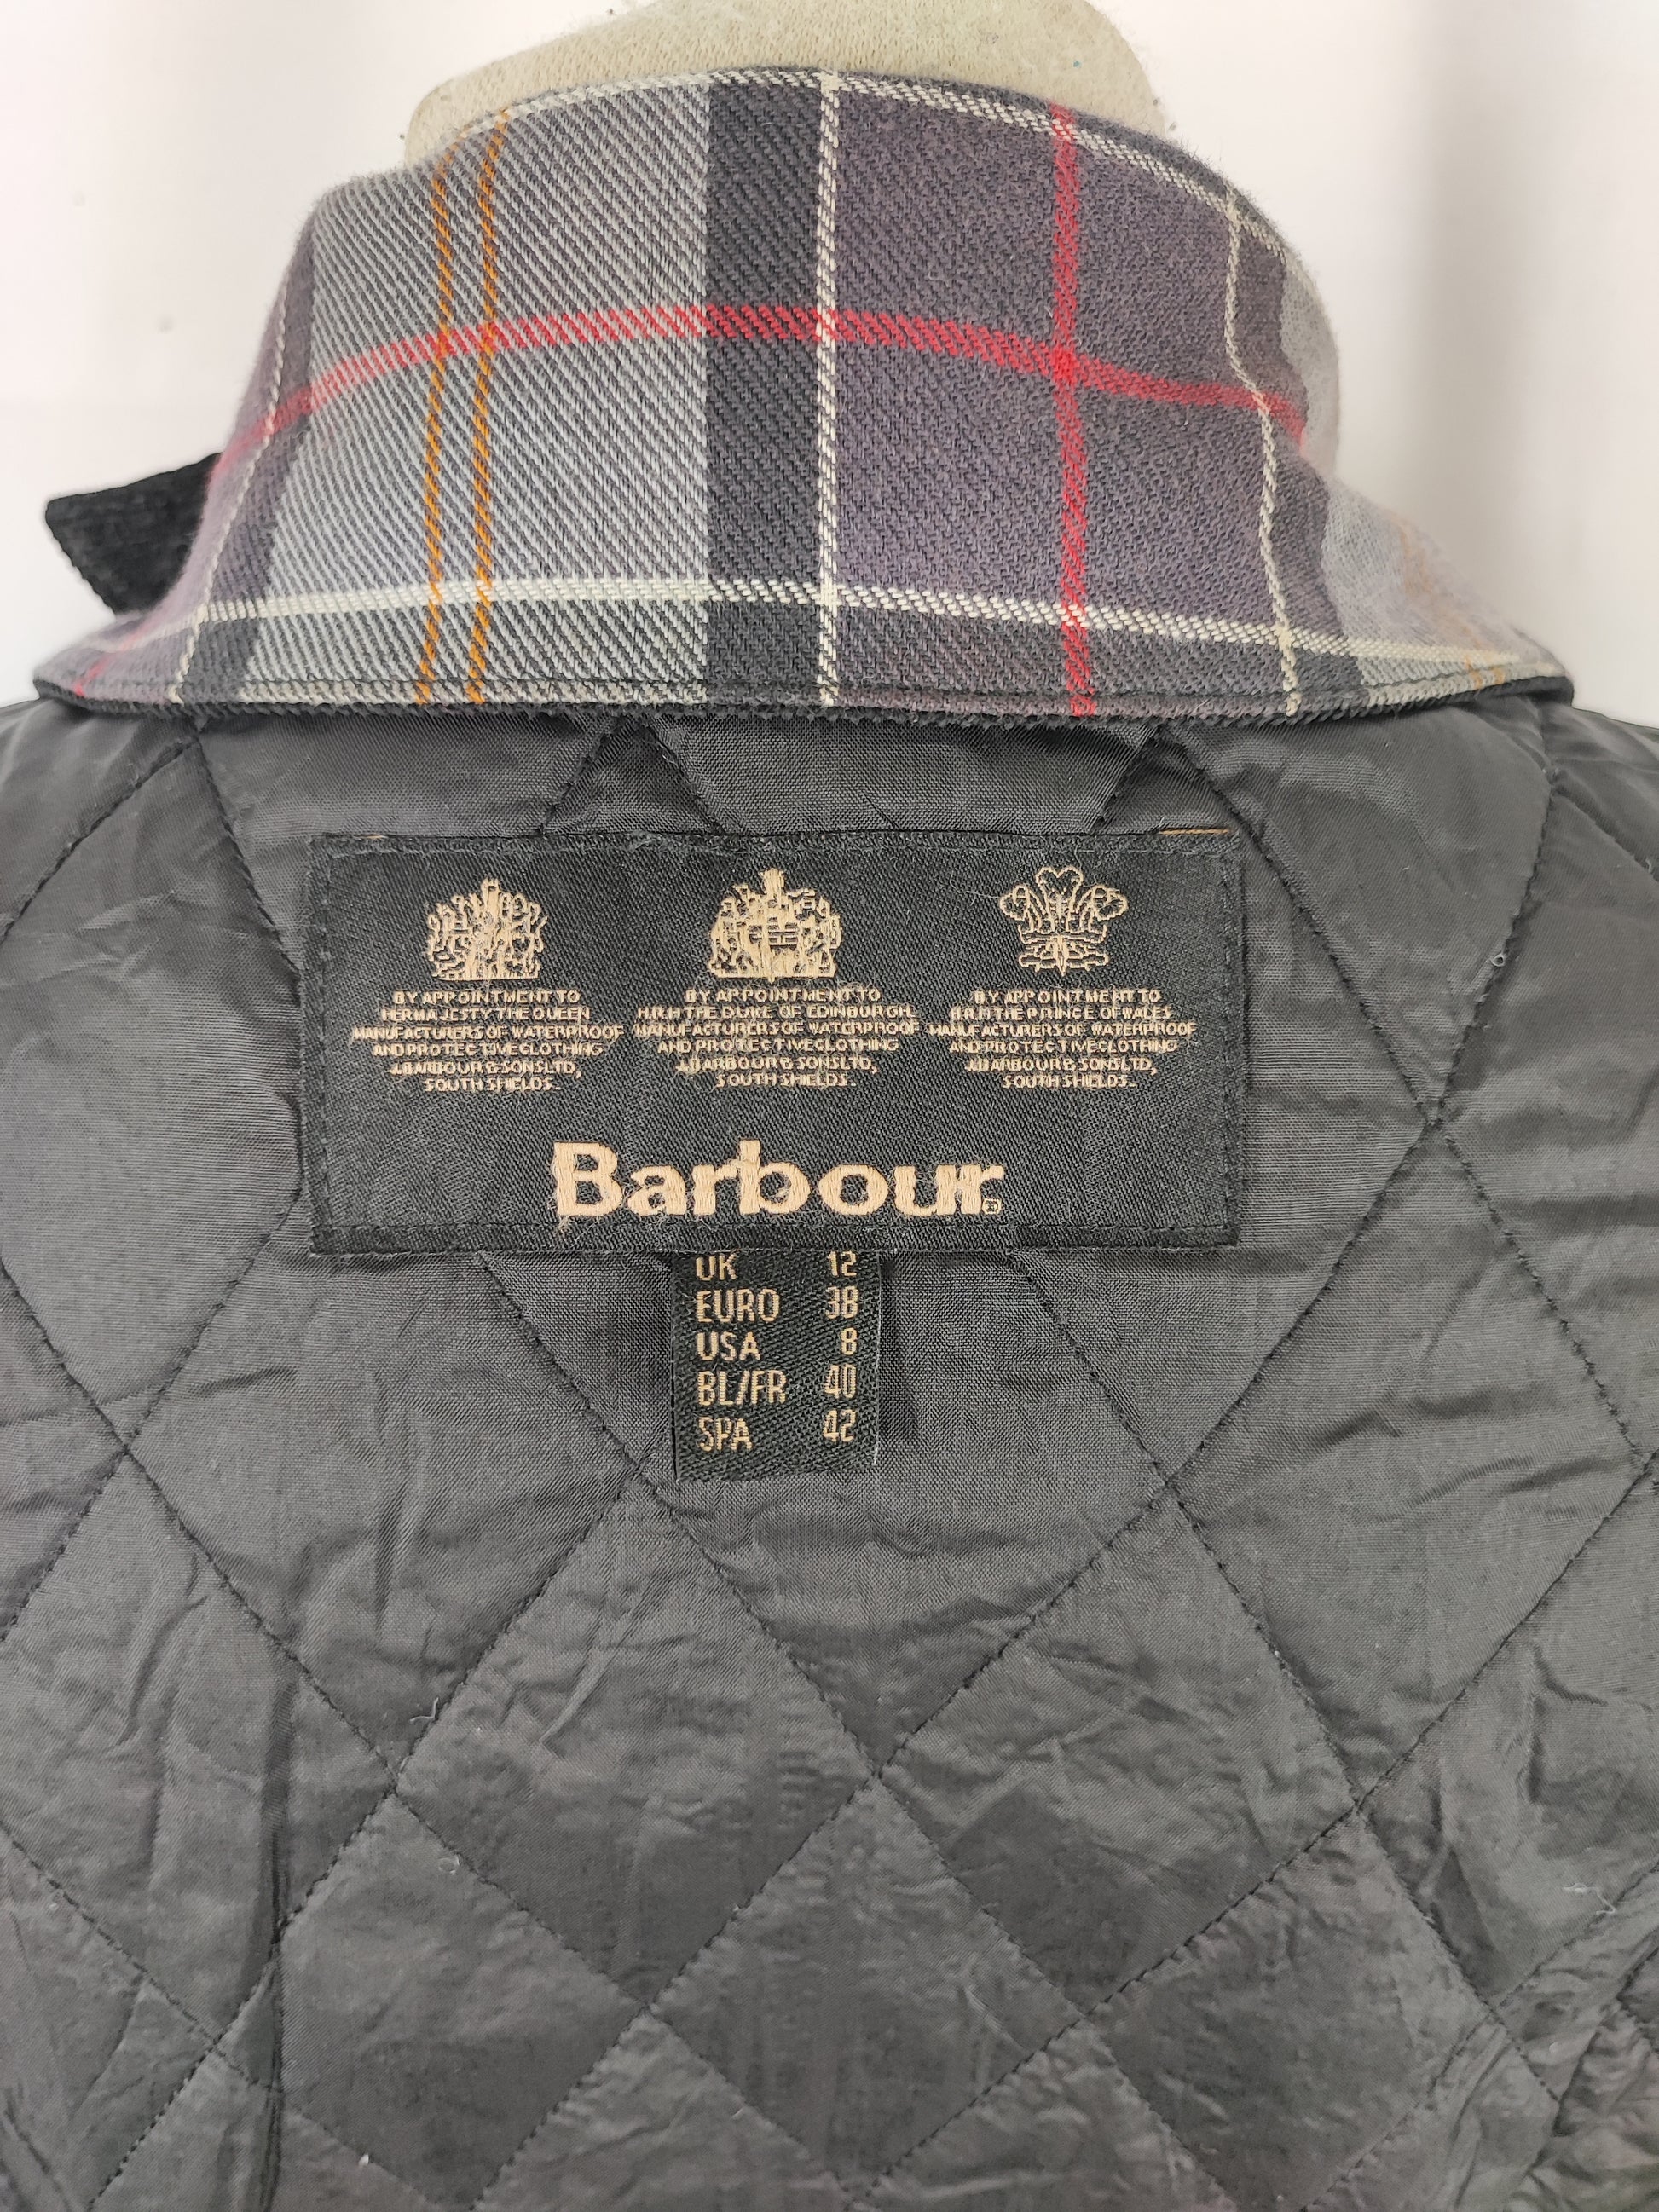 BY APPOINTMENT TO
HER MAJESTY THE QUEEN
MANUFACTURERS OF WATERPROOF
AND PROTECTIVE CLOTHING
J.BARBOUR & SONS LTD,
SOUTH SHIELDS.
BY APPOINTMENT TO
H.R.H THE DUKE OF EDINBURGH,
MANUFACTURERS OF WATERPROOF
AND PROTECTIVE CLOTHING
J.BARBOUR & SONS LTD,
SOUTH SHIELDS.
BY APPOINTMENT TO
H.R.H THE PRINCE OF WALES
MANUFACTURERS OF WATERPROOF
AND PROTECTIVE CLOTHING
J.BARBOUR & SONS LTD,
SOUTH SHIELDS.
Barbour®
UK 12
EURO 38
USA 8
BL/FR 40
SPA 42